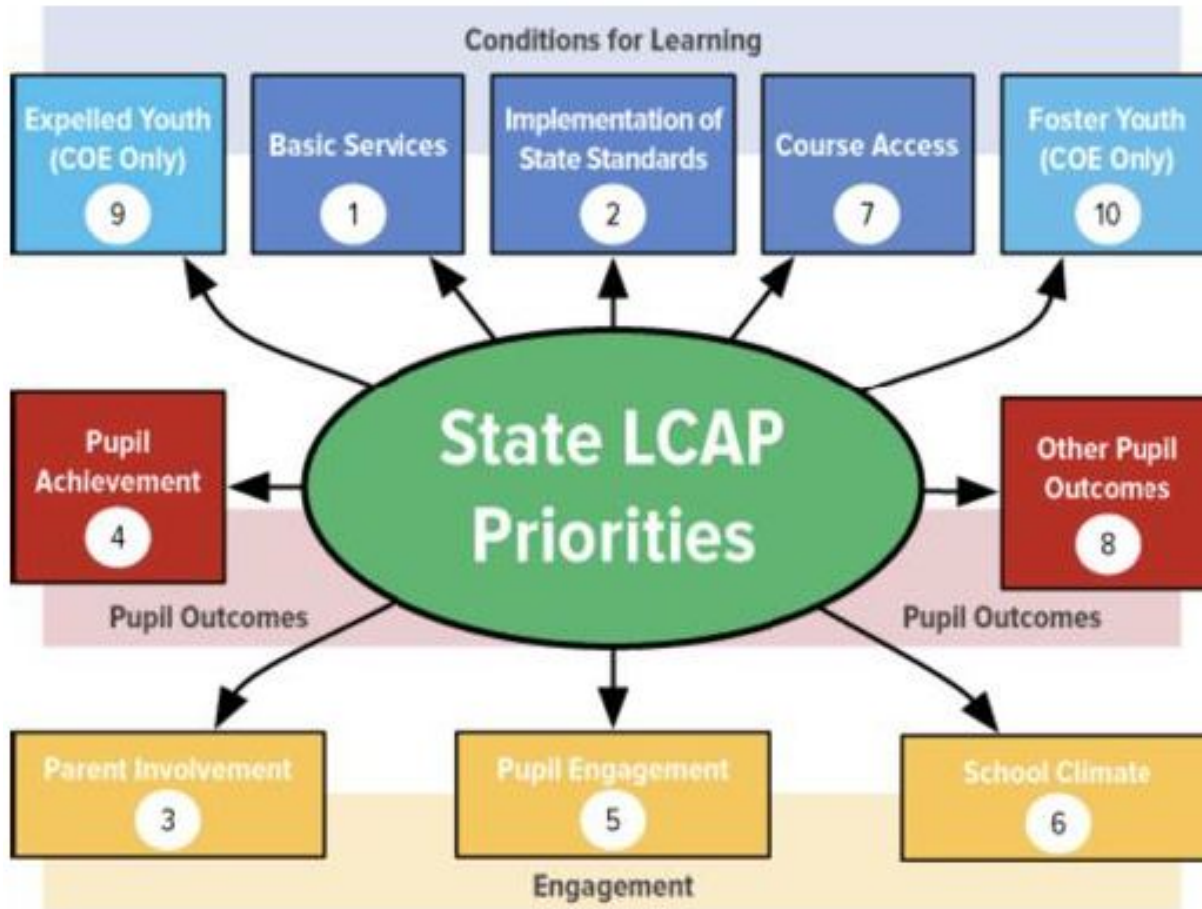 Conditions for Learning
Expelled Youth
(COE Only)
9
Basic Services
1
Implementation of
State Standards
2
Course Access
7
Foster Youth
(COE Only)
10
State LCAP
Priorities
Pupil
Achievement
4
Other Pupil
Outcomes
8
Pupil Outcomes
Pupil Outcomes
Parent Involvement
3
Pupil Engagement
5
School Climate
6
Engagement